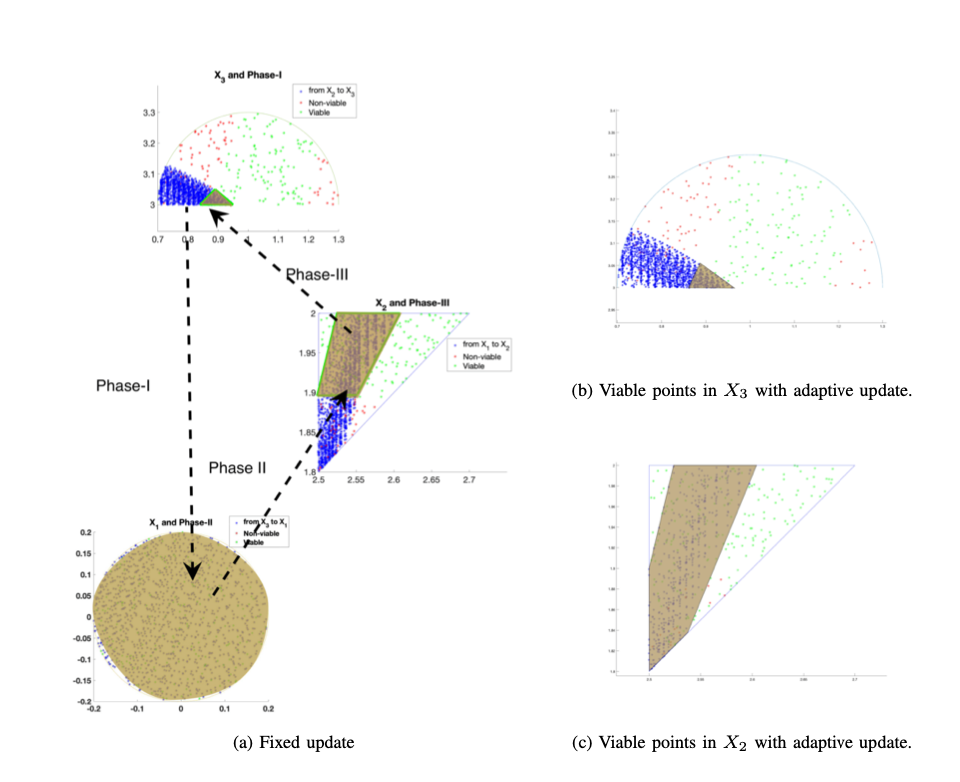 X3 and Phase-I
from X2 to X3
Non-viable
Viable
3.3
3.2
3.1
3
0.7 0.8 0.9 1 1.1 1.2 1.3
Phase-III
X2 and Phase-III
from X1 to X2
Non-viable
Viable
2
1.95
1.9
1.85
1.8
2.5 2.55 2.6 2.65 2.7
Phase-I
Phase II
X1 and Phase-II
from X3 to X1
Non-viable
Viable
0.2
0.15
0.1
0.05
0
-0.05
-0.1
-0.15
-0.2
-0.2 -0.1 0 0.1 0.2
(a) Fixed update
(b) Viable points in X3 with adaptive update.
(c) Viable points in X2 with adaptive update.